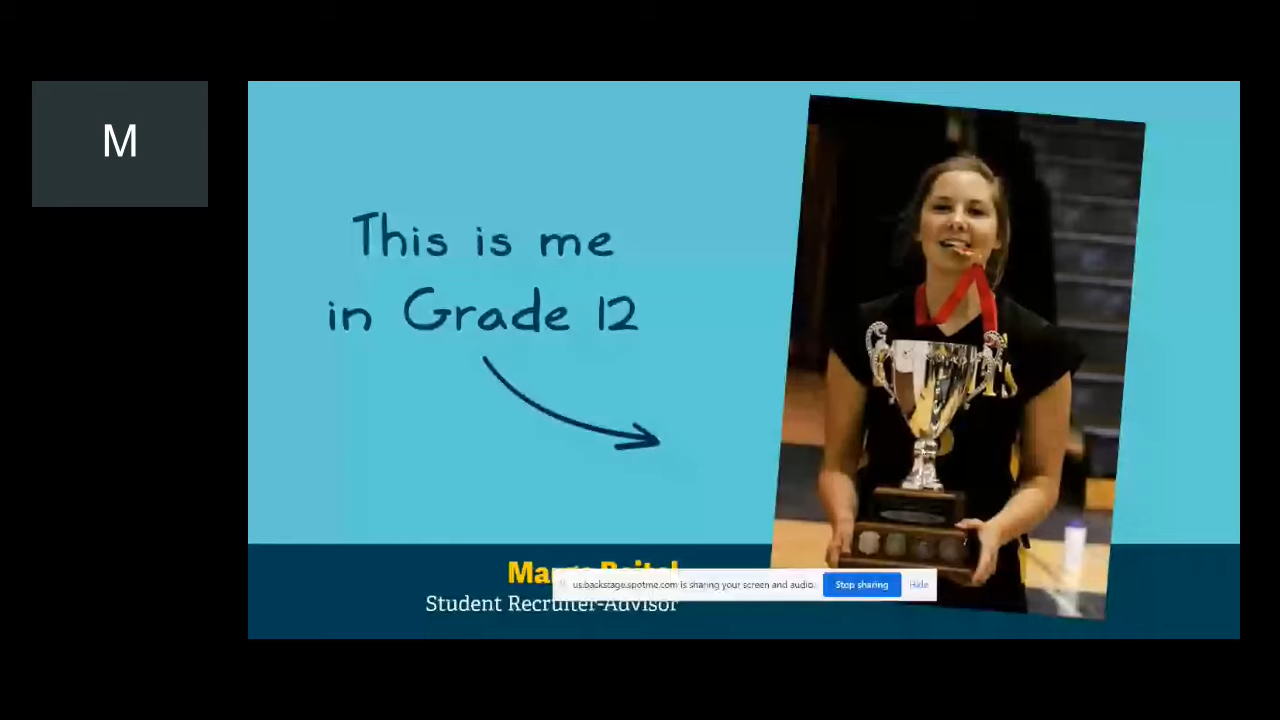 M
This is me
in Grade 12
us.backstage.spotme.com is sharing your screen and audio.
Stop sharing
Hide
Student Recruiter-Advisor